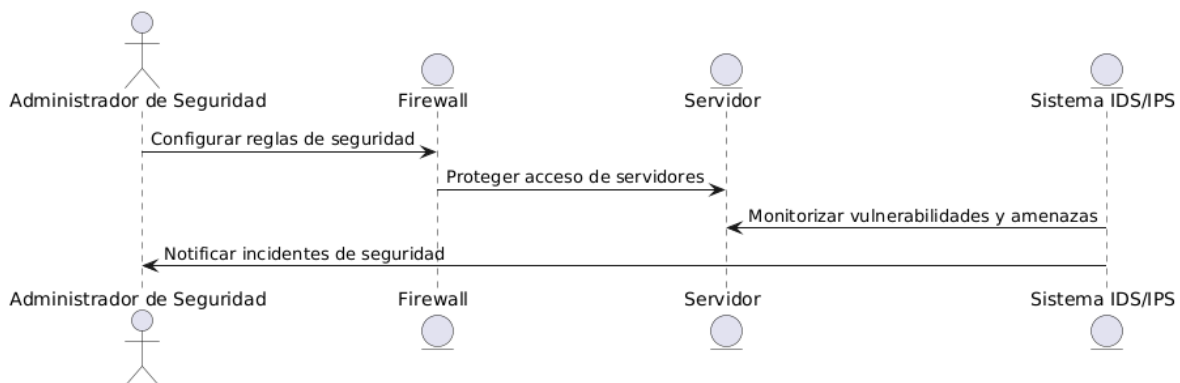 Administrador de Seguridad
Firewall
Servidor
Sistema IDS/IPS
Configurar reglas de seguridad
Proteger acceso de servidores
Monitorizar vulnerabilidades y amenazas
Notificar incidentes de seguridad
Administrador de Seguridad
Firewall
Servidor
Sistema IDS/IPS